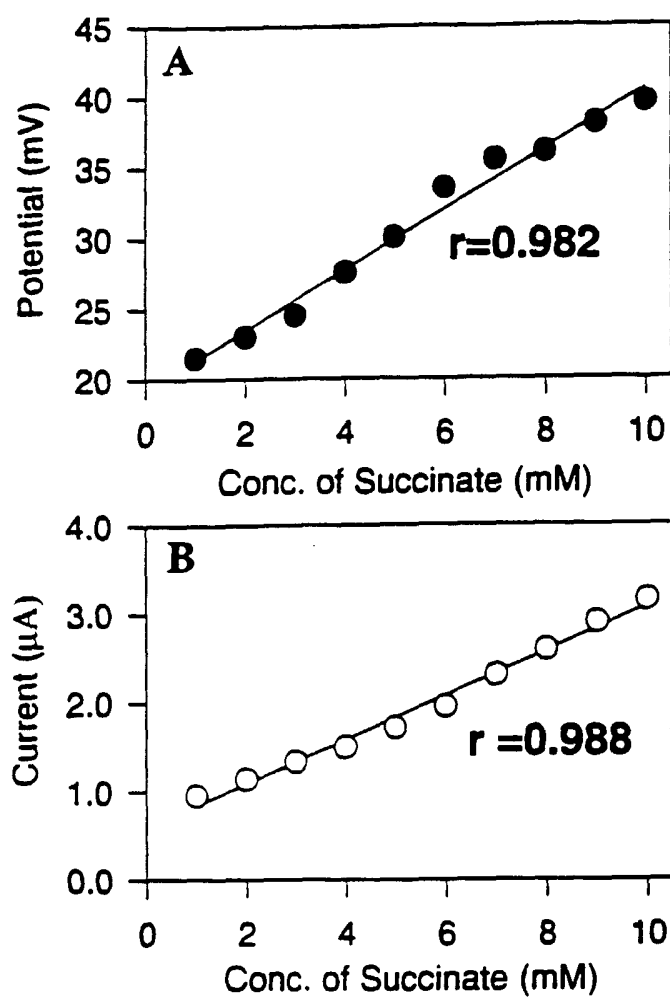 A
45
40
35
30
25
20
Potential (mV)
r=0.982
0 2 4 6 8 10
Conc. of Succinate (mM)
B
4.0
3.0
2.0
1.0
0.0
Current (μA)
r =0.988
0 2 4 6 8 10
Conc. of Succinate (mM)